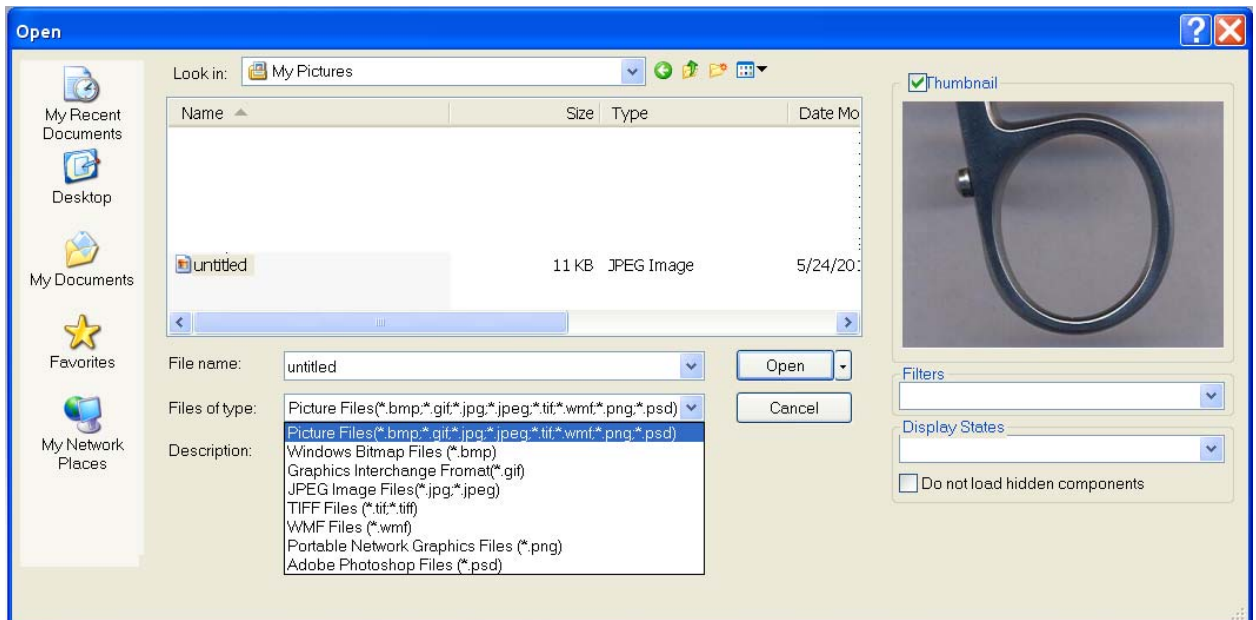 Open
My Recent
Documents
Desktop
My Documents
Favorites
My Network
Places
Look in:
My Pictures
Name Size Type Date Mo
untitled 11 KB JPEG Image 5/24/20
File name: untitled
Open
Files of type: Picture Files(*.bmp;*.gif;*.jpg;*.jpeg;*.tif;*.wmf;*.png;*.psd)
Cancel
Picture Files(*.bmp;*.gif;*.jpg;*.jpeg;*.tif;*.wmf;*.png;*.psd)
Windows Bitmap Files (*.bmp)
Graphics Interchange Fromat(*.gif)
JPEG Image Files(*.jpg;*.jpeg)
TIFF Files (*.tif;*.tiff)
WMF Files (*.wmf)
Portable Network Graphics Files (*.png)
Adobe Photoshop Files (*.psd)
Description:
Thumbnail
Filters
Display States
Do not load hidden components